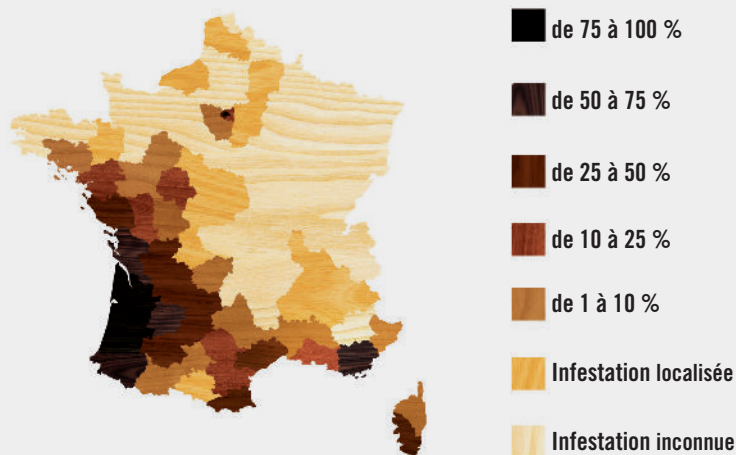 de 75 à 100 %
de 50 à 75 %
de 25 à 50 %
de 10 à 25 %
de 1 à 10 %
Infestation localisée
Infestation inconnue